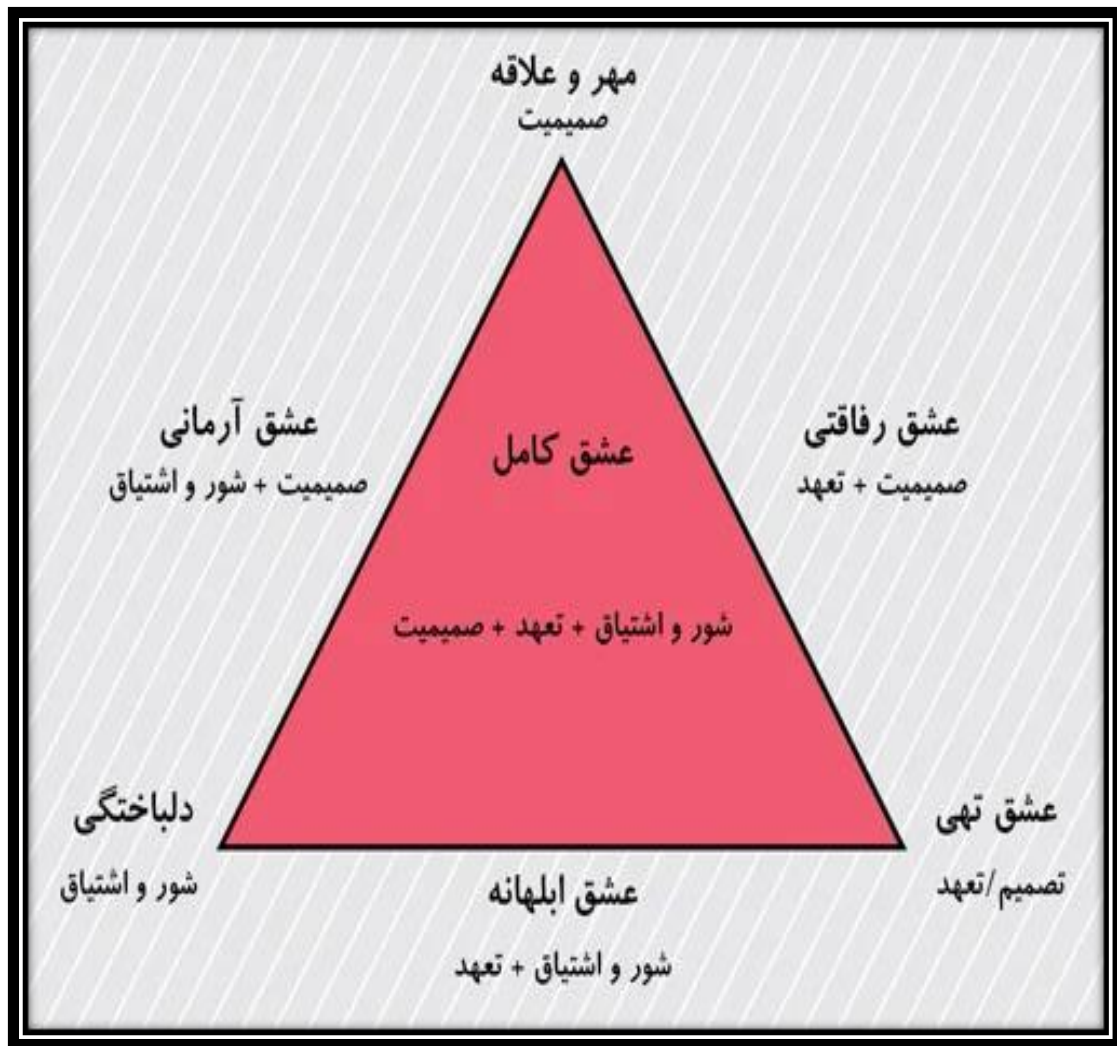 مهر و علاقه
صمیمیت
عشق آرمانی
صمیمیت + شور و اشتیاق
عشق کامل
شور و اشتیاق + تعهد + صمیمیت
عشق رفاقتی
صمیمیت + تعهد
دلباختگی
شور و اشتیاق
عشق ابلهانه
شور و اشتیاق + تعهد
عشق تهی
تصمیم/تعهد